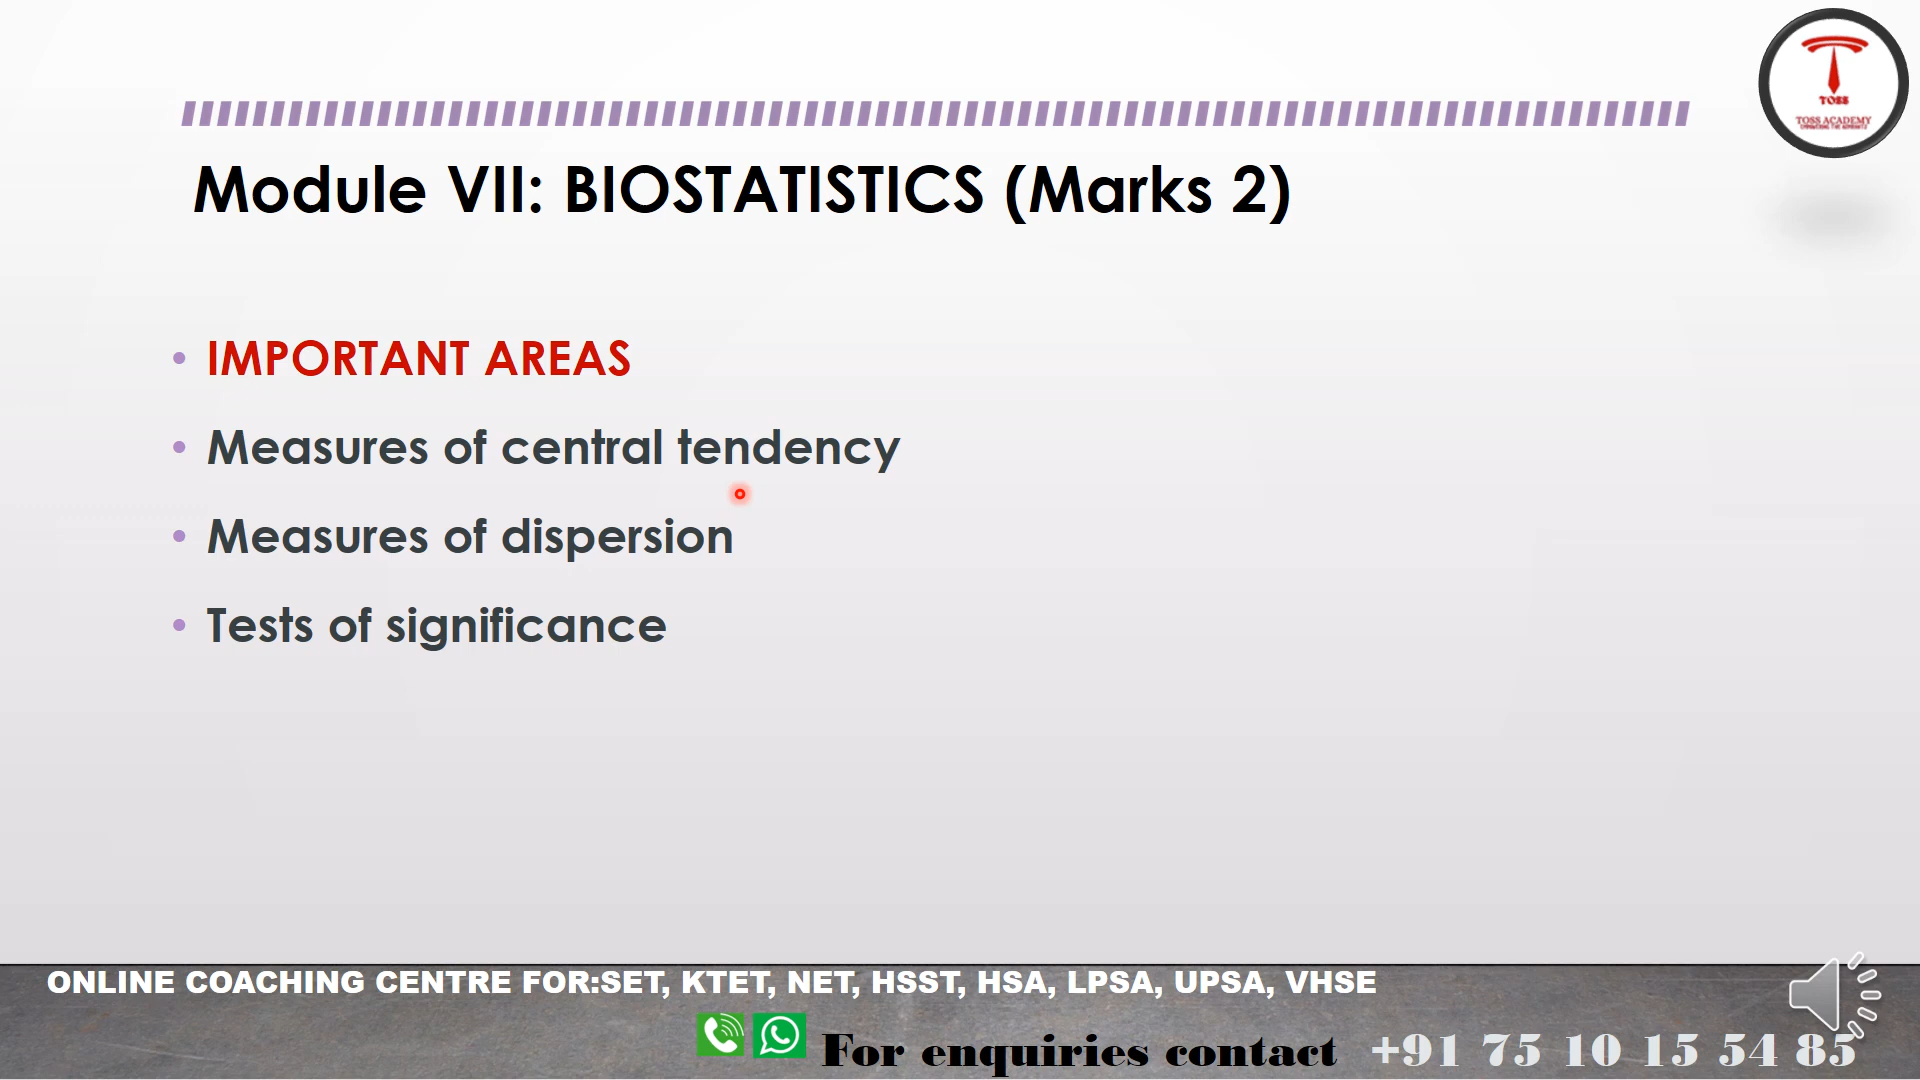 TOSS
TOSS ACADEMY
Module VII: BIOSTATISTICS (Marks 2)
• IMPORTANT AREAS
• Measures of central tendency
• Measures of dispersion
• Tests of significance
ONLINE COACHING CENTRE FOR:SET, KTET, NET, HSST, HSA, LPSA, UPSA, VHSE
For enquiries contact +91 75 10 15 54 85